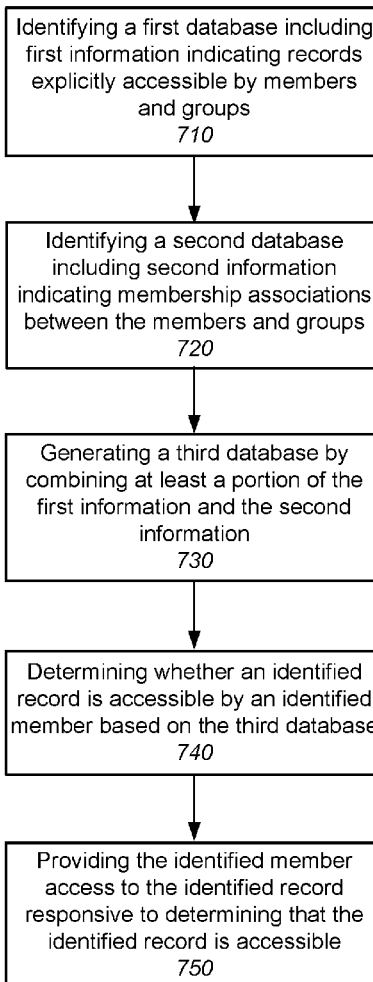 Identifying a first database including
first information indicating records
explicitly accessible by members
and groups
710
Identifying a second database
including second information
indicating membership associations
between the members and groups
720
Generating a third database by
combining at least a portion of the
first information and the second
information
730
Determining whether an identified
record is accessible by an identified
member based on the third database
740
Providing the identified member
access to the identified record
responsive to determining that the
identified record is accessible
750